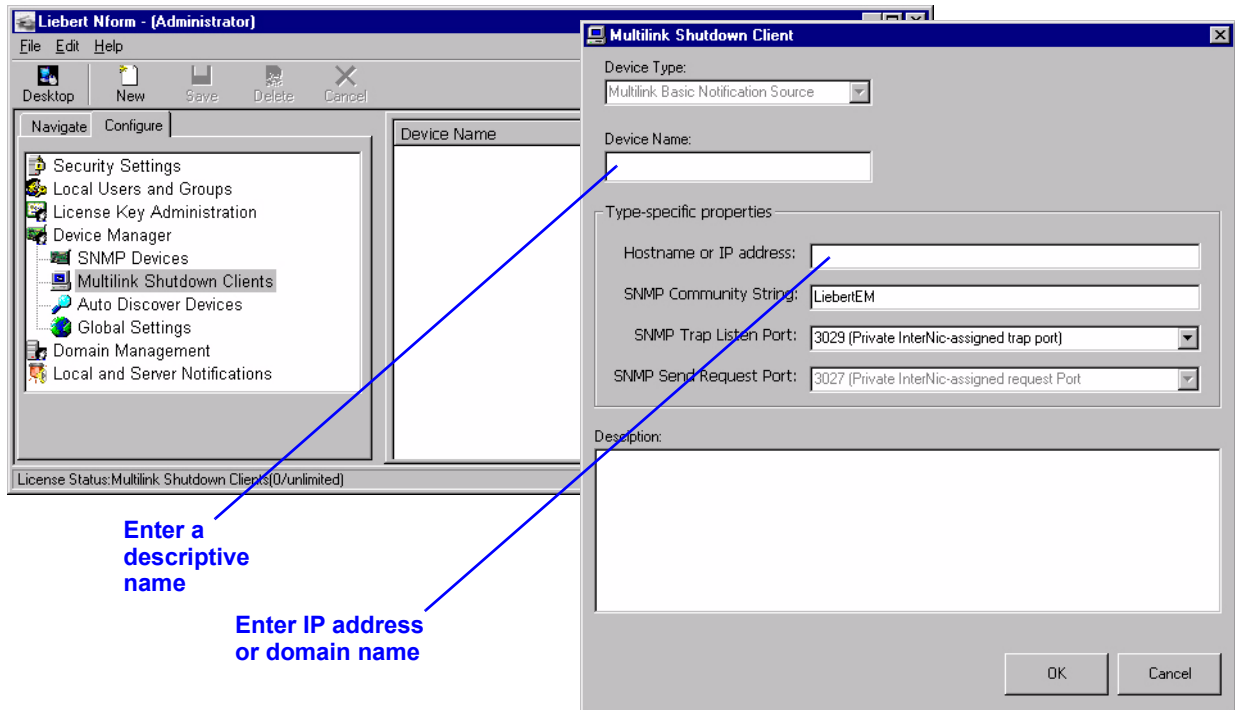 Liebert Nform - (Administrator)
File Edit Help
Desktop New Save Delete Cancel
Navigate Configure
Security Settings
Local Users and Groups
License Key Administration
Device Manager
SNMP Devices
Multilink Shutdown Clients
Auto Discover Devices
Global Settings
Domain Management
Local and Server Notifications
Device Name
License Status:Multilink Shutdown Clients(0/unlimited)
Multilink Shutdown Client
Device Type:
Multilink Basic Notification Source
Device Name:
Type-specific properties
Hostname or IP address:
SNMP Community String: LiebertEM
SNMP Trap Listen Port: 3029 (Private InterNic-assigned trap port)
SNMP Send Request Port: 3027 (Private InterNic-assigned request Port
Desciption:
OK Cancel
Enter a
descriptive
name
Enter IP address
or domain name